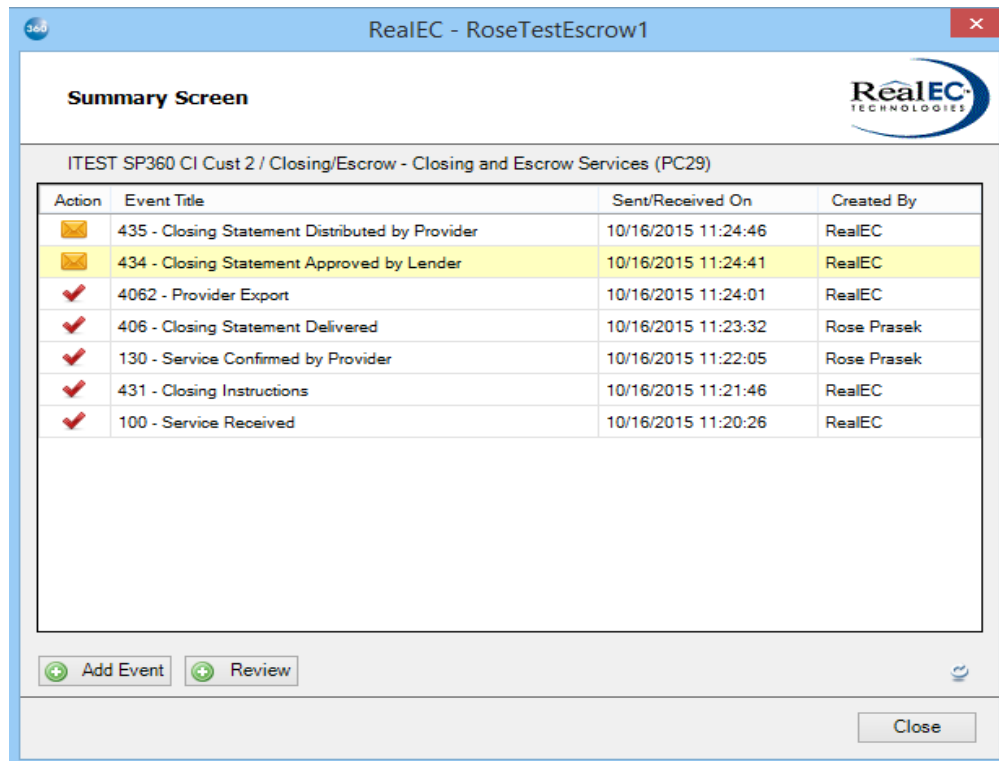 360
RealEC - RoseTestEscrow1
Summary Screen
RealEC
TECHNOLOGIES
ITEST SP360 CI Cust 2 / Closing/Escrow - Closing and Escrow Services (PC29)
Action Event Title Sent/Received On Created By
435 - Closing Statement Distributed by Provider 10/16/2015 11:24:46 RealEC
434 - Closing Statement Approved by Lender 10/16/2015 11:24:41 RealEC
4062 - Provider Export 10/16/2015 11:24:01 RealEC
406 - Closing Statement Delivered 10/16/2015 11:23:32 Rose Prasek
130 - Service Confirmed by Provider 10/16/2015 11:22:05 Rose Prasek
431 - Closing Instructions 10/16/2015 11:21:46 RealEC
100 - Service Received 10/16/2015 11:20:26 RealEC
Add Event Review
Close